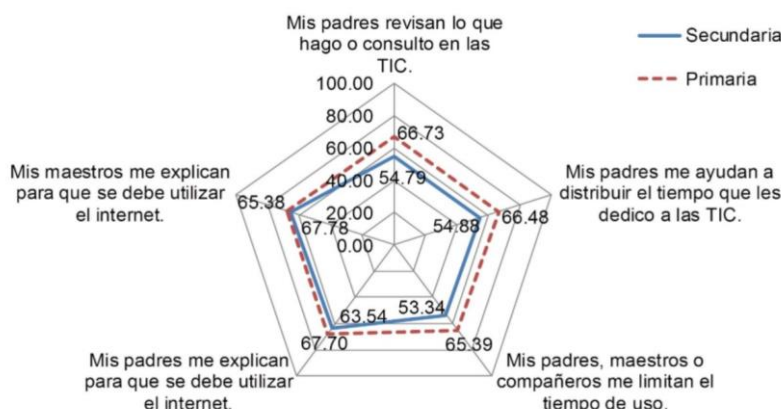 Mis padres revisan lo que
hago o consulto en las
TIC.
Secundaria
Primaria
100.00
80.00
60.00
40.00
20.00
0.00
66.73
54.79
Mis maestros me explican
para que se debe utilizar
el internet.
65.38
67.78
Mis padres me ayudan a
distribuir el tiempo que les
dedico a las TIC.
54.88
66.48
63.54
67.70
53.34
65.39
Mis padres me explican
para que se debe utilizar
el internet.
Mis padres, maestros o
compañeros me limitan el
tiempo de uso.